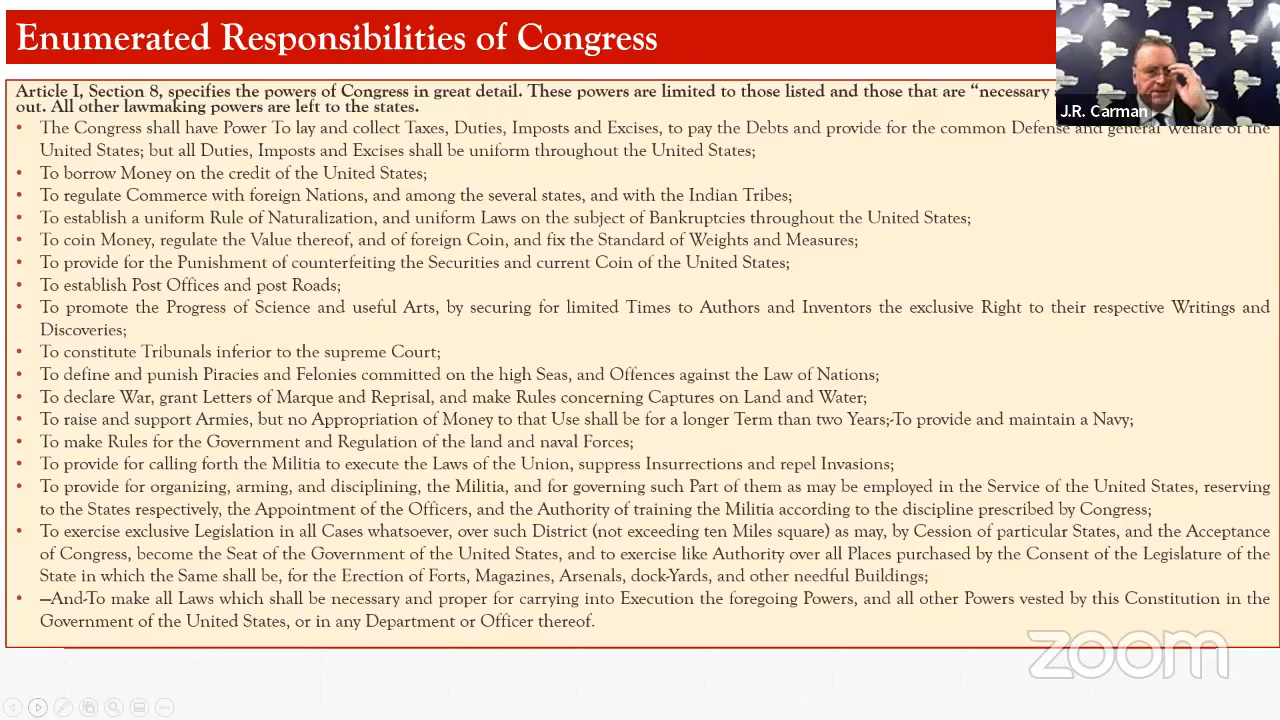 Enumerated Responsibilities of Congress
Article I, Section 8, specifies the powers of Congress in great detail. These powers are limited to those listed and those that are “necessary
out. All other lawmaking powers are left to the states.
J.R. Carman
• The Congress shall have Power To lay and collect Taxes, Duties, Imposts and Excises, to pay the Debts and provide for the common Defense and general Welfare of the
United States; but all Duties, Imposts and Excises shall be uniform throughout the United States;
• To borrow Money on the credit of the United States;
• To regulate Commerce with foreign Nations, and among the several states, and with the Indian Tribes;
• To establish a uniform Rule of Naturalization, and uniform Laws on the subject of Bankruptcies throughout the United States;
• To coin Money, regulate the Value thereof, and of foreign Coin, and fix the Standard of Weights and Measures;
• To provide for the Punishment of counterfeiting the Securities and current Coin of the United States;
• To establish Post Offices and post Roads;
• To promote the Progress of Science and useful Arts, by securing for limited Times to Authors and Inventors the exclusive Right to their respective Writings and
Discoveries;
• To constitute Tribunals inferior to the supreme Court;
• To define and punish Piracies and Felonies committed on the high Seas, and Offences against the Law of Nations;
• To declare War, grant Letters of Marque and Reprisal, and make Rules concerning Captures on Land and Water;
• To raise and support Armies, but no Appropriation of Money to that Use shall be for a longer Term than two Years;-To provide and maintain a Navy;
• To make Rules for the Government and Regulation of the land and naval Forces;
• To provide for calling forth the Militia to execute the Laws of the Union, suppress Insurrections and repel Invasions;
• To provide for organizing, arming, and disciplining, the Militia, and for governing such Part of them as may be employed in the Service of the United States, reserving
to the States respectively, the Appointment of the Officers, and the Authority of training the Militia according to the discipline prescribed by Congress;
• To exercise exclusive Legislation in all Cases whatsoever, over such District (not exceeding ten Miles square) as may, by Cession of particular States, and the Acceptance
of Congress, become the Seat of the Government of the United States, and to exercise like Authority over all Places purchased by the Consent of the Legislature of the
State in which the Same shall be, for the Erection of Forts, Magazines, Arsenals, dock-Yards, and other needful Buildings;
• —And-To make all Laws which shall be necessary and proper for carrying into Execution the foregoing Powers, and all other Powers vested by this Constitution in the
Government of the United States, or in any Department or Officer thereof.
zoom